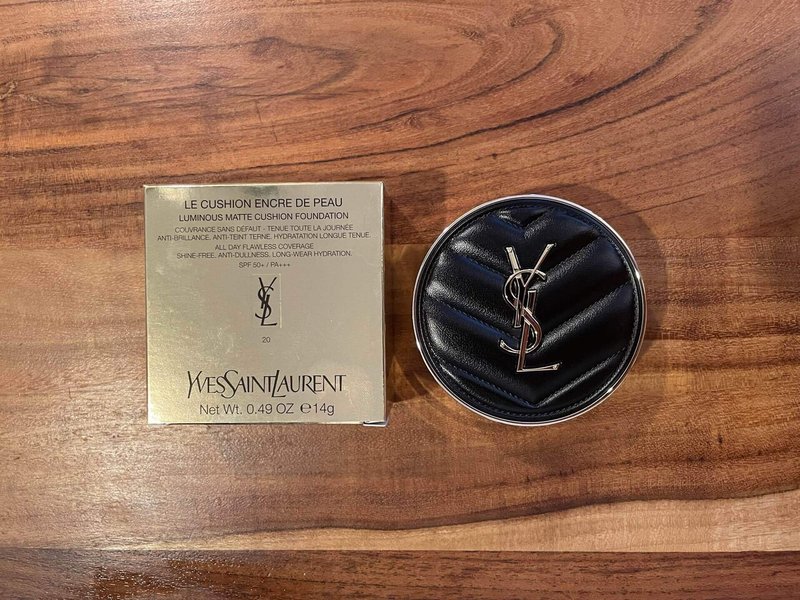 LE CUSHION ENCRE DE PEAU
LUMINOUS MATTE CUSHION FOUNDATION
COUVRANCE SANS DÉFAUT - TENUE TOUTE LA JOURNÉE
ANTI-BRILLANCE, ANTI-TEINT TERNE, HYDRATATION LONGUE TENUE.
ALL DAY FLAWLESS COVERAGE
SHINE-FREE, ANTI-DULLNESS, LONG-WEAR HYDRATION.
SPF 50+ / PA+++
YSL
20
YVESSAINTLAURENT
Net Wt. 0.49 OZ ℮14g
YSL